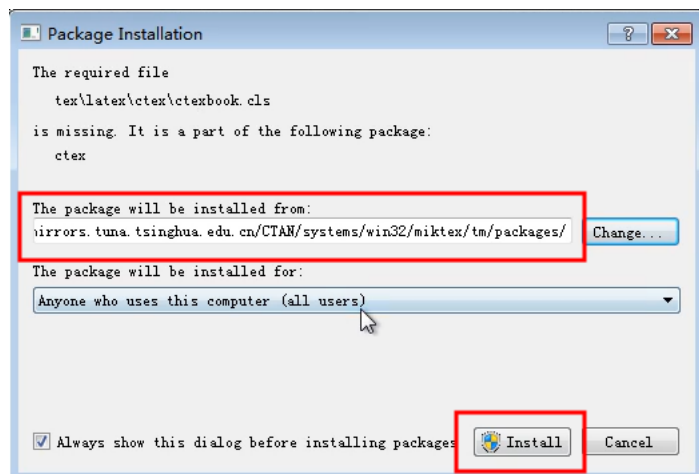 Package Installation
The required file
tex\latex\ctex\ctexbook.cls
is missing. It is a part of the following package:
ctex
The package will be installed from:
irrors.tuna.tsinghua.edu.cn/CTAN/systems/win32/miktex/tm/packages/
Change...
The package will be installed for:
Anyone who uses this computer (all users)
Always show this dialog before installing packages
Install
Cancel